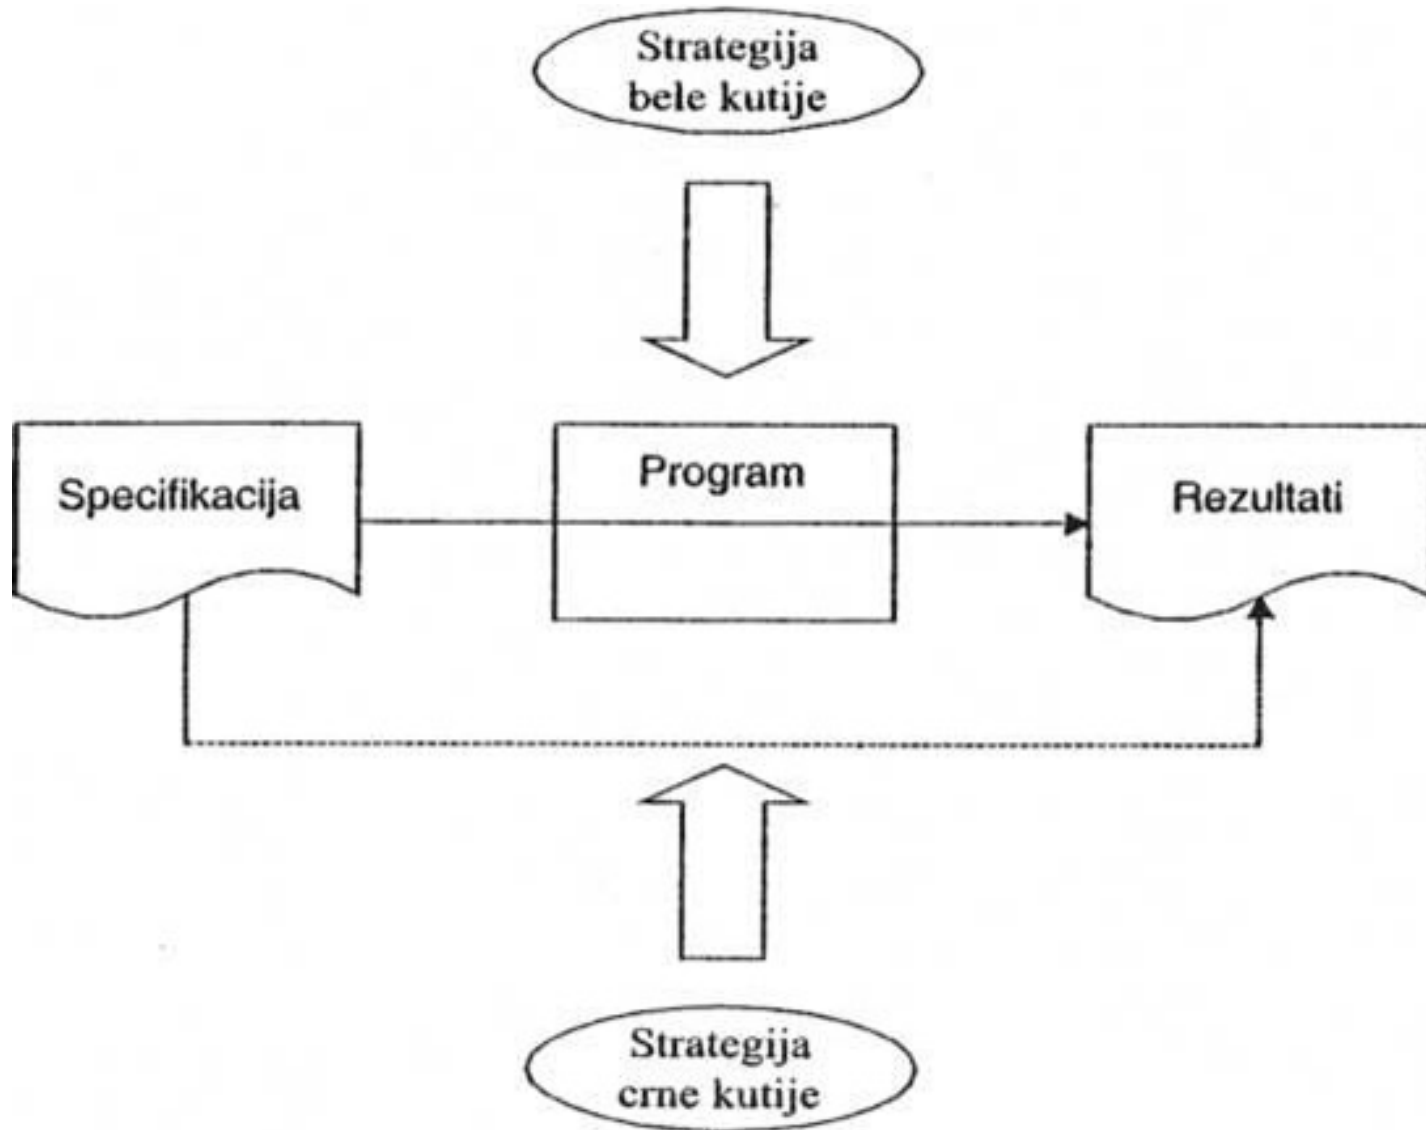 Strategija
bele kutije
Specifikacija
Program
Rezultati
Strategija
crne kutije